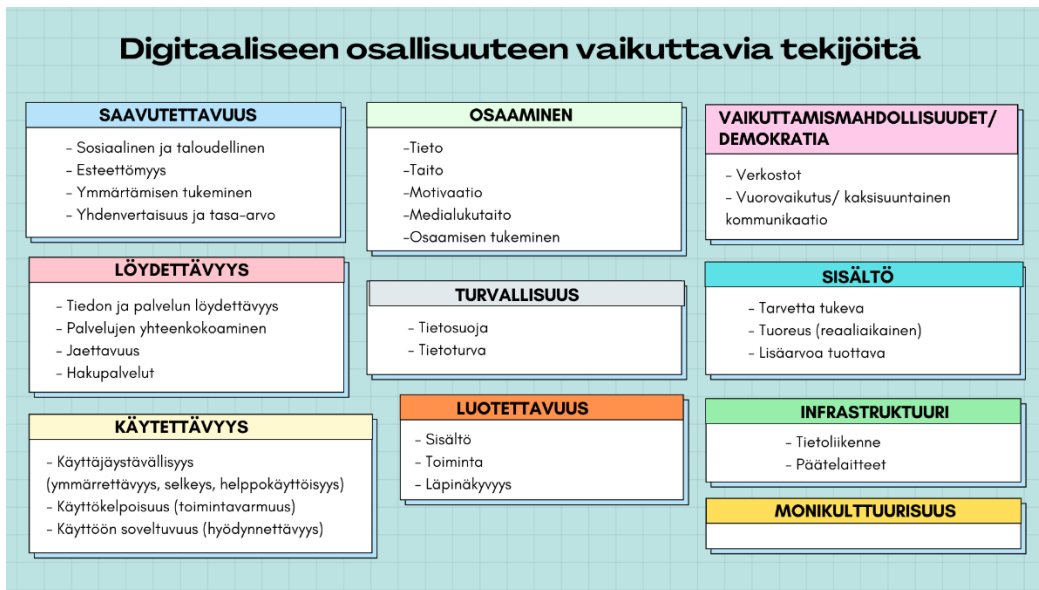 Digitaaliseen osallisuuteen vaikuttavia tekijöitä
SAAVUTETTAVUUS
- Sosiaalinen ja taloudellinen
- Esteettömyys
- Ymmärtämisen tukeminen
- Yhdenvertaisuus ja tasa-arvo
LÖYDETTÄVYYS
- Tiedon ja palvelun löydettävyys
- Palvelujen yhteenkokoaminen
- Jaettavuus
- Hakupalvelut
KÄYTETTÄVYYS
- Käyttäjäystävällisyys
(ymmärrettävyys, selkeys, helppokäyttöisyys)
- Käyttökelpoisuus (toimintavarmuus)
- Käyttöön soveltuvuus (hyödynnettävyys)
OSAAMINEN
-Tieto
-Taito
-Motivaatio
-Medialukutaito
-Osaamisen tukeminen
TURVALLISUUS
- Tietosuoja
- Tietoturva
LUOTETTAVUUS
- Sisältö
- Toiminta
- Läpinäkyvyys
VAIKUTTAMISMAHDOLLISUUDET/
DEMOKRATIA
- Verkostot
- Vuorovaikutus/ kaksisuuntainen
kommunikaatio
SISÄLTÖ
- Tarvetta tukeva
- Tuoreus (reaaliaikainen)
- Lisäarvoa tuottava
INFRASTRUKTUURI
- Tietoliikenne
- Päätelaitteet
MONIKULTTUURISUUS